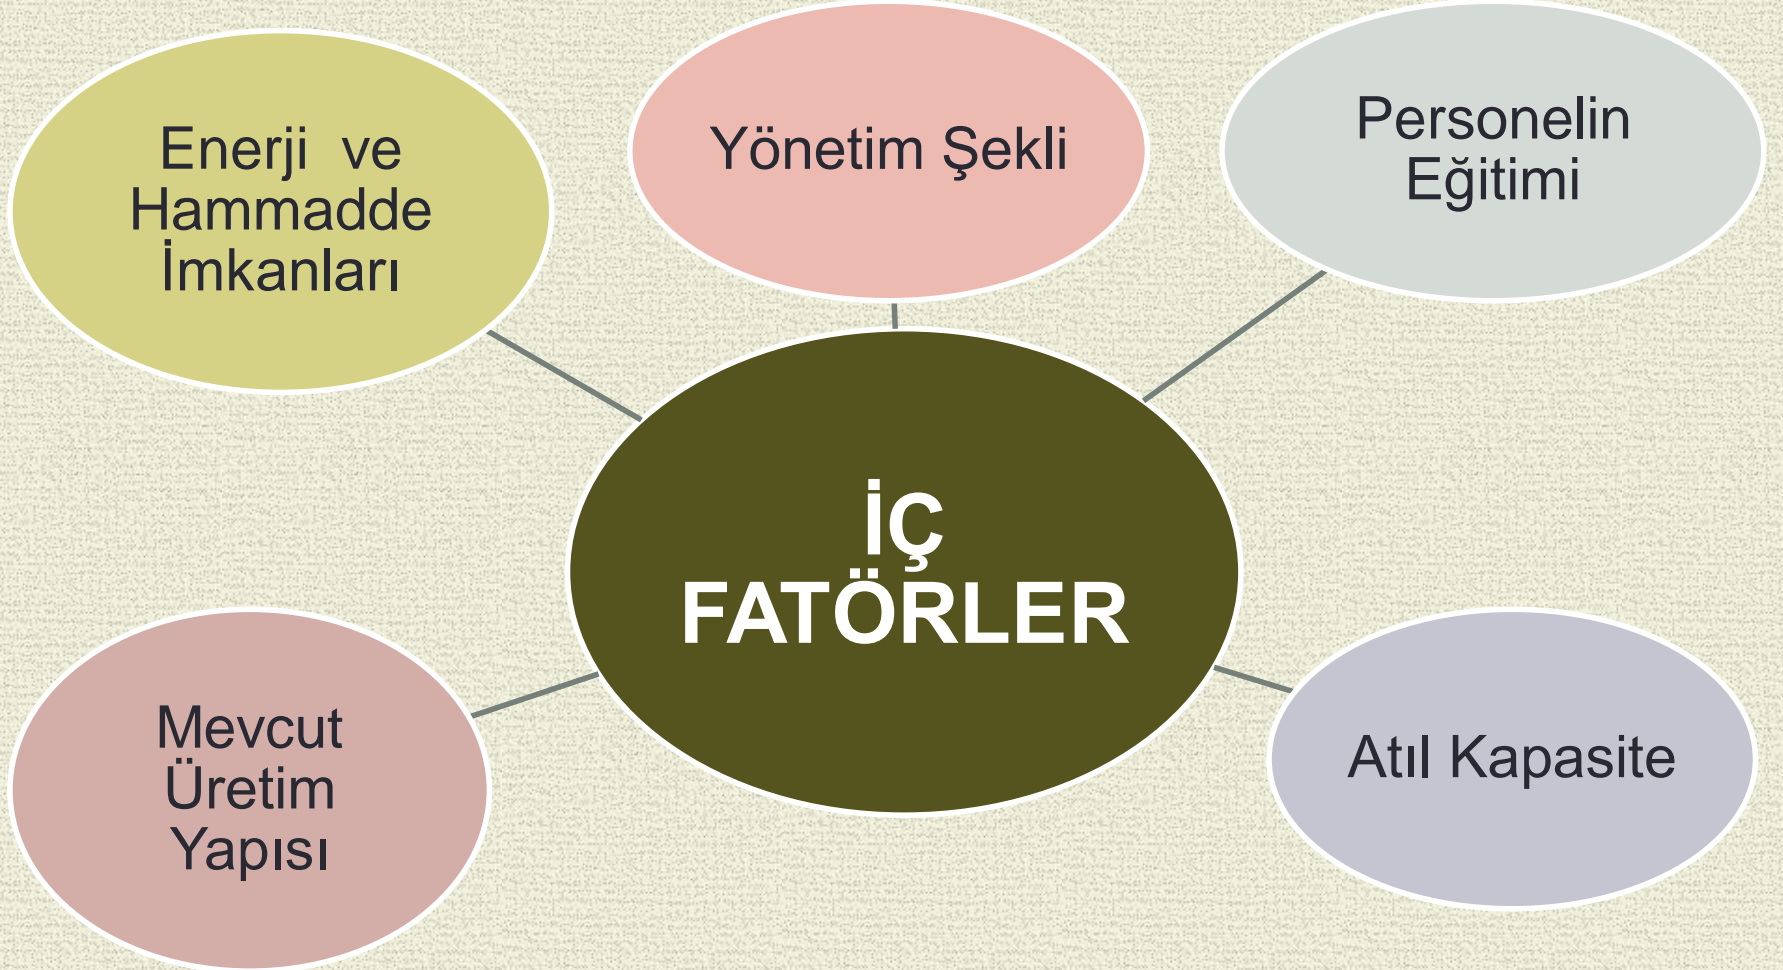 Enerji ve
Hammadde
İmkanları
Yönetim Şekli
Personelin
Eğitimi
İÇ
FATÖRLER
Mevcut
Üretim
Yapısı
Atıl Kapasite